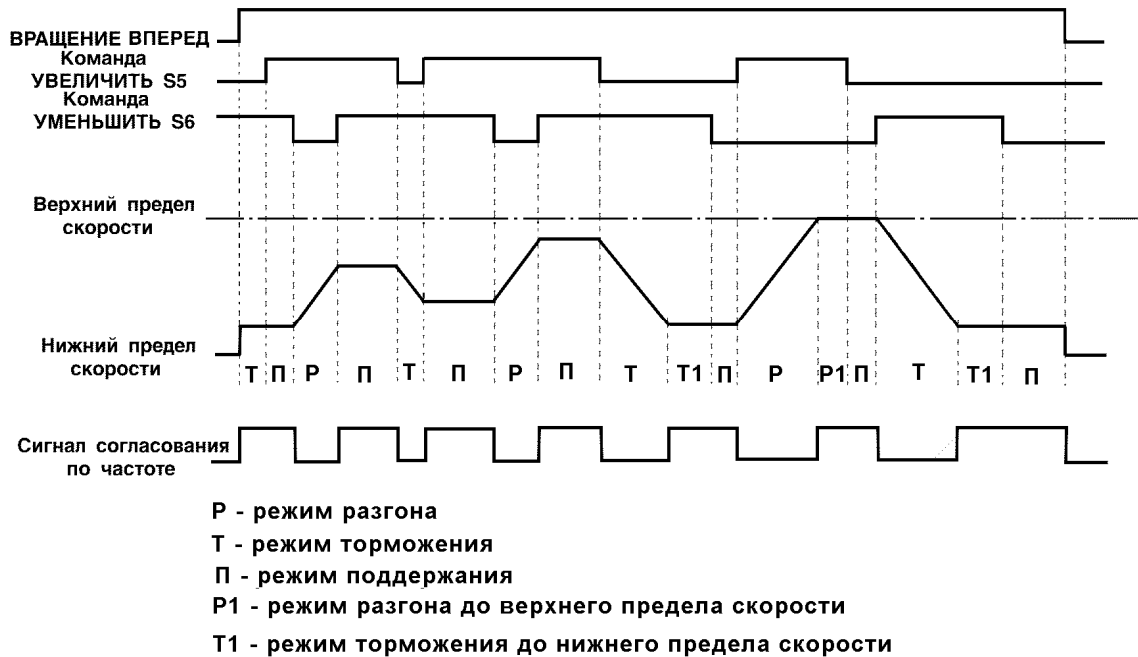 ВРАЩЕНИЕ ВПЕРЕД
Команда
УВЕЛИЧИТЬ S5
Команда
УМЕНЬШИТЬ S6
Верхний предел
скорости
Нижний предел
скорости
Т П Р П Т П Р П Т Т1 П Р Р1 П Т Т1 П
Сигнал согласования
по частоте
Р - режим разгона
Т - режим торможения
П - режим поддержания
Р1 - режим разгона до верхнего предела скорости
Т1 - режим торможения до нижнего предела скорости